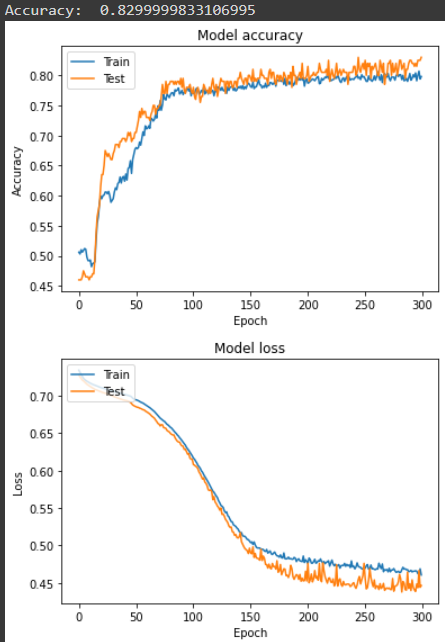 Accuracy:  0.8299999833106995
Model accuracy
Train
Test
0.80
0.75
0.70
0.65
0.60
0.55
0.50
0.45
Accuracy
0 50 100 150 200 250 300
Epoch
Model loss
Train
Test
0.70
0.65
0.60
0.55
0.50
0.45
Loss
0 50 100 150 200 250 300
Epoch